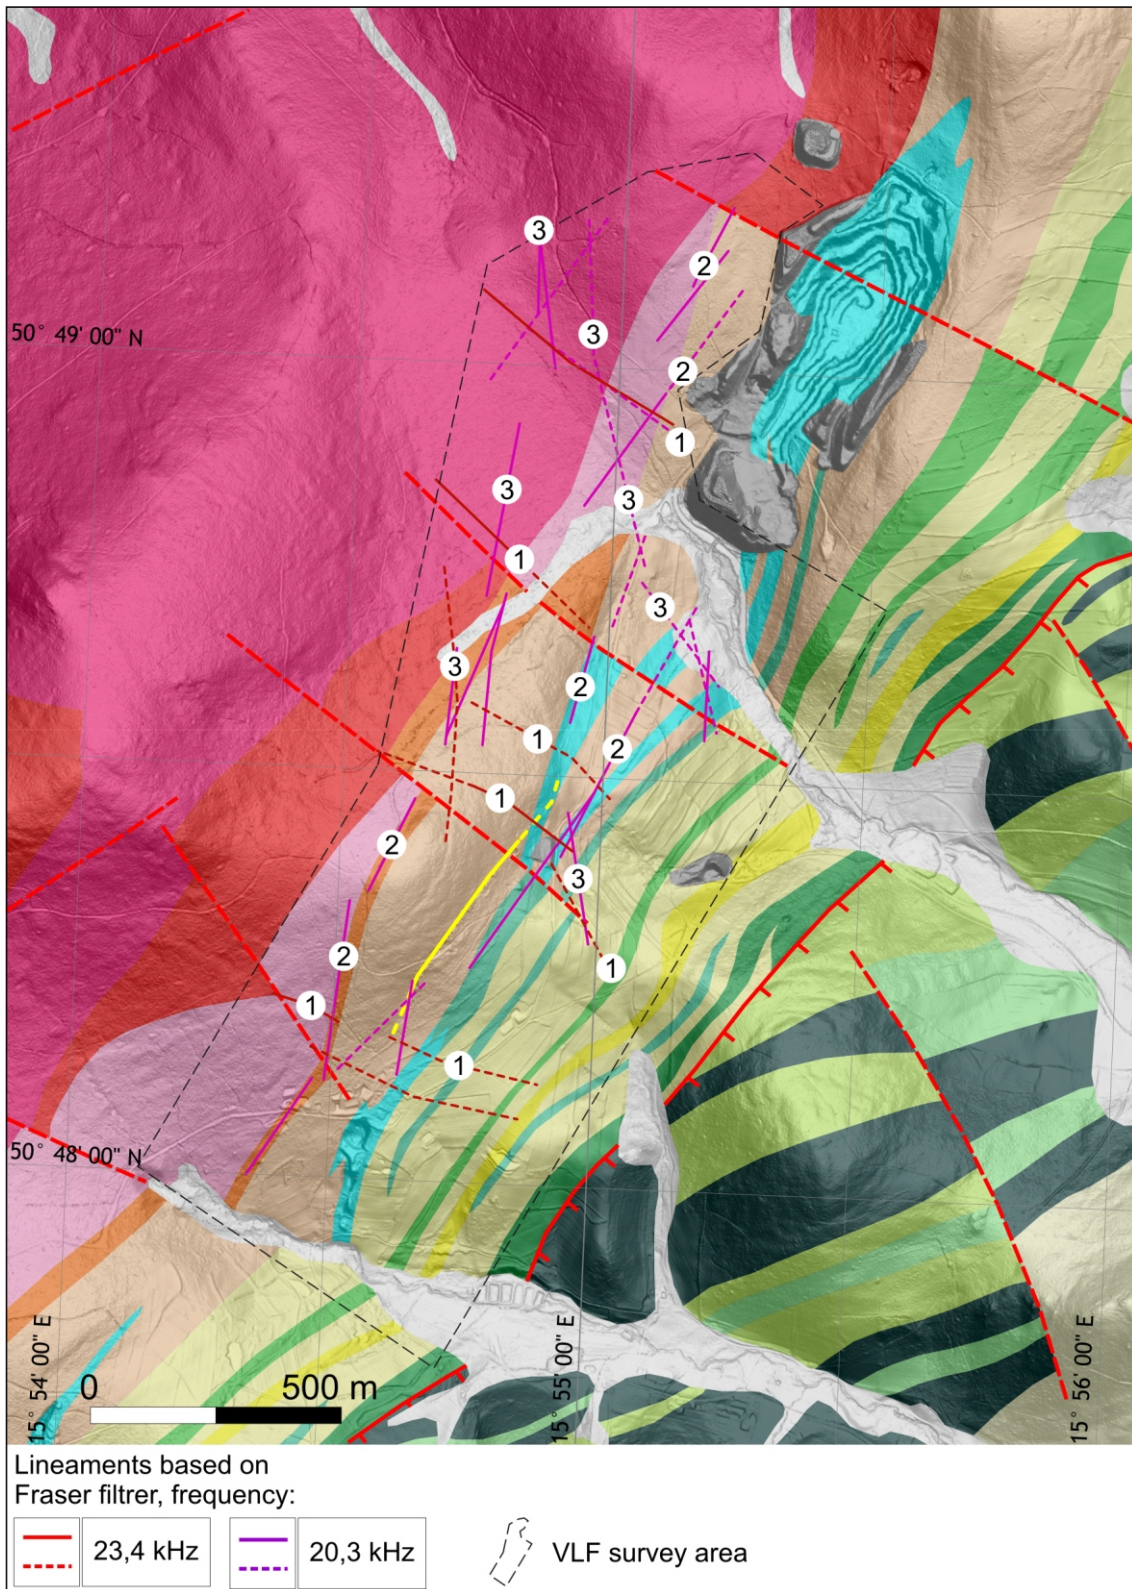 3
2
50° 49' 00" N
3
2
1
3
3
1
3
3
2
1
2
1
2
3
2
1
1
1
50° 48' 00" N
15° 54' 00" E
15° 55' 00" E
15° 56' 00" E
0 500 m
Lineaments based on
Fraser filtrer, frequency:
23,4 kHz
20,3 kHz
VLF survey area